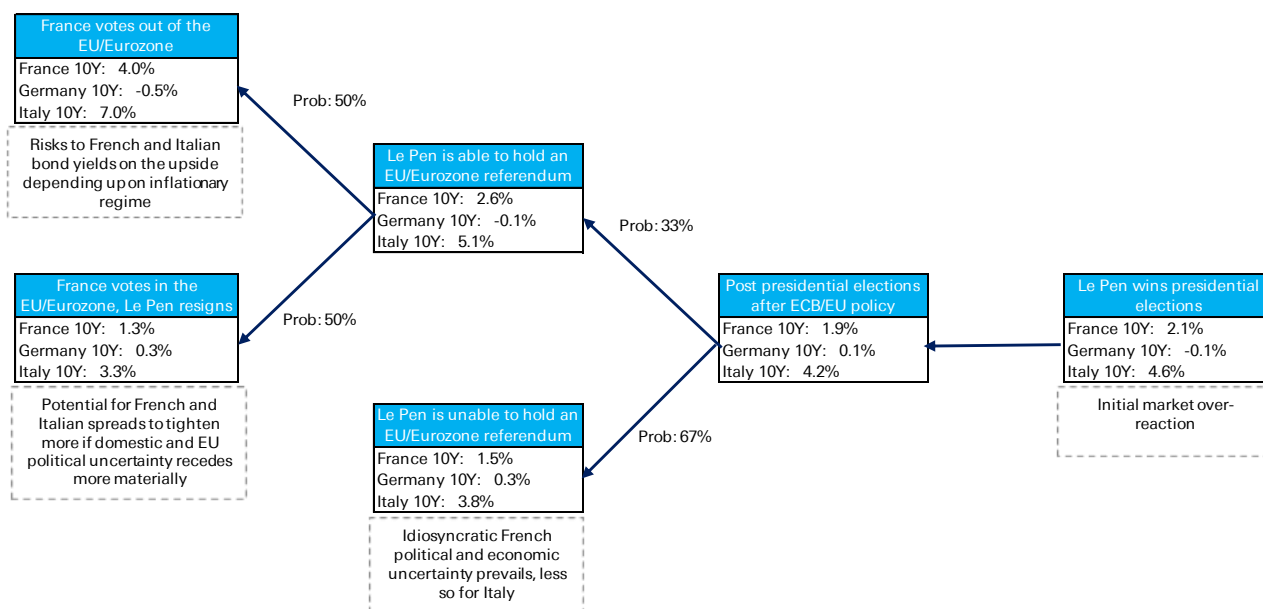 France votes out of the
EU/Eurozone
France 10Y: 4.0%
Germany 10Y: -0.5%
Italy 10Y: 7.0%
Risks to French and Italian
bond yields on the upside
depending upon inflationary
regime
Prob: 50%
Le Pen is able to hold an
EU/Eurozone referendum
France 10Y: 2.6%
Germany 10Y: -0.1%
Italy 10Y: 5.1%
Prob: 33%
France votes in the
EU/Eurozone, Le Pen resigns
France 10Y: 1.3%
Germany 10Y: 0.3%
Italy 10Y: 3.3%
Potential for French and
Italian spreads to tighten
more if domestic and EU
political uncertainty recedes
more materially
Prob: 50%
Post presidential elections
after ECB/EU policy
France 10Y: 1.9%
Germany 10Y: 0.1%
Italy 10Y: 4.2%
Le Pen wins presidential
elections
France 10Y: 2.1%
Germany 10Y: -0.1%
Italy 10Y: 4.6%
Initial market over-
reaction
Le Pen is unable to hold an
EU/Eurozone referendum
France 10Y: 1.5%
Germany 10Y: 0.3%
Italy 10Y: 3.8%
Prob: 67%
Idiosyncratic French
political and economic
uncertainty prevails, less
so for Italy